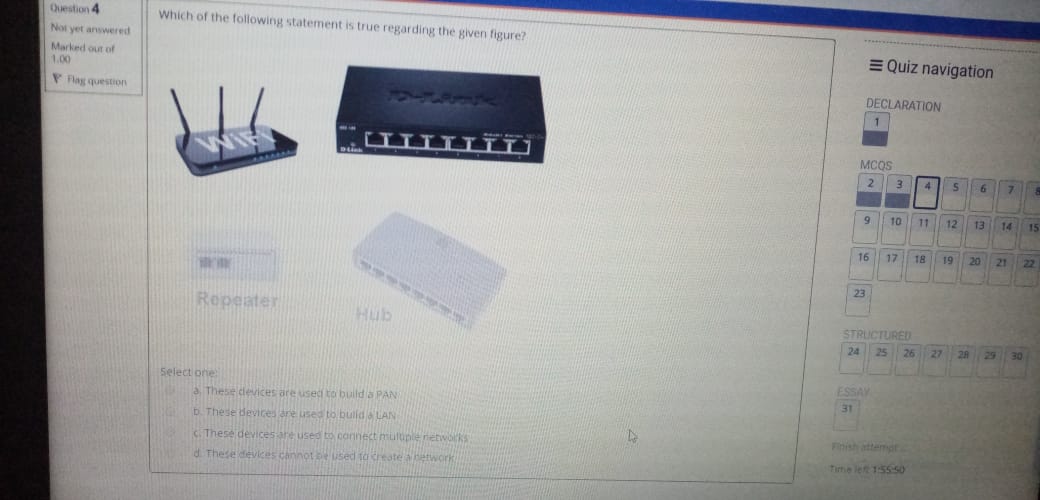 Question 4
Not yet answered
Marked out of
1.00
Flag question
Which of the following statement is true regarding the given figure?
WiFi
D-Link
D-Link
Repeater
Hub
Select one:
a. These devices are used to build a PAN
b. These devices are used to build a LAN
c. These devices are used to connect multiple networks
d. These devices cannot be used to create a network
Quiz navigation
DECLARATION
1
MCQS
2 3 4 5 6 7 8
9 10 11 12 13 14 15
16 17 18 19 20 21 22
23
STRUCTURED
24 25 26 27 28 29 30
ESSAY
31
Finish attempt ...
Time left 1:55:50